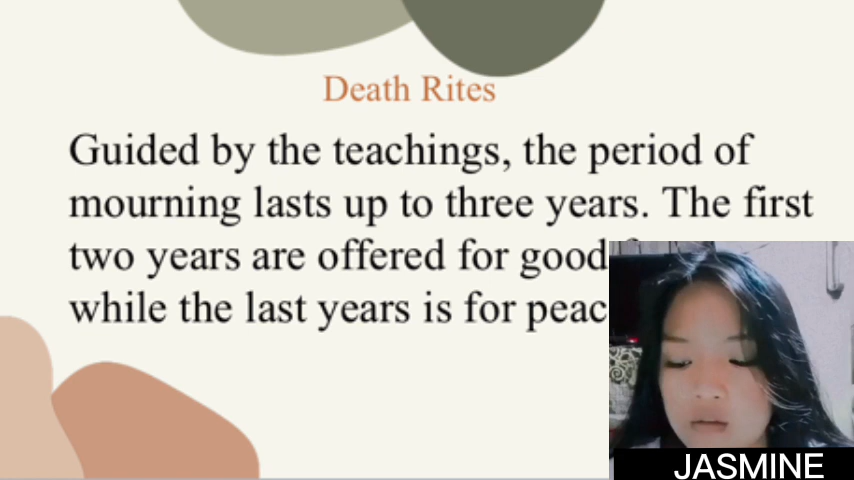 Death Rites
Guided by the teachings, the period of
mourning lasts up to three years. The first
two years are offered for good
while the last years is for
JASMINE